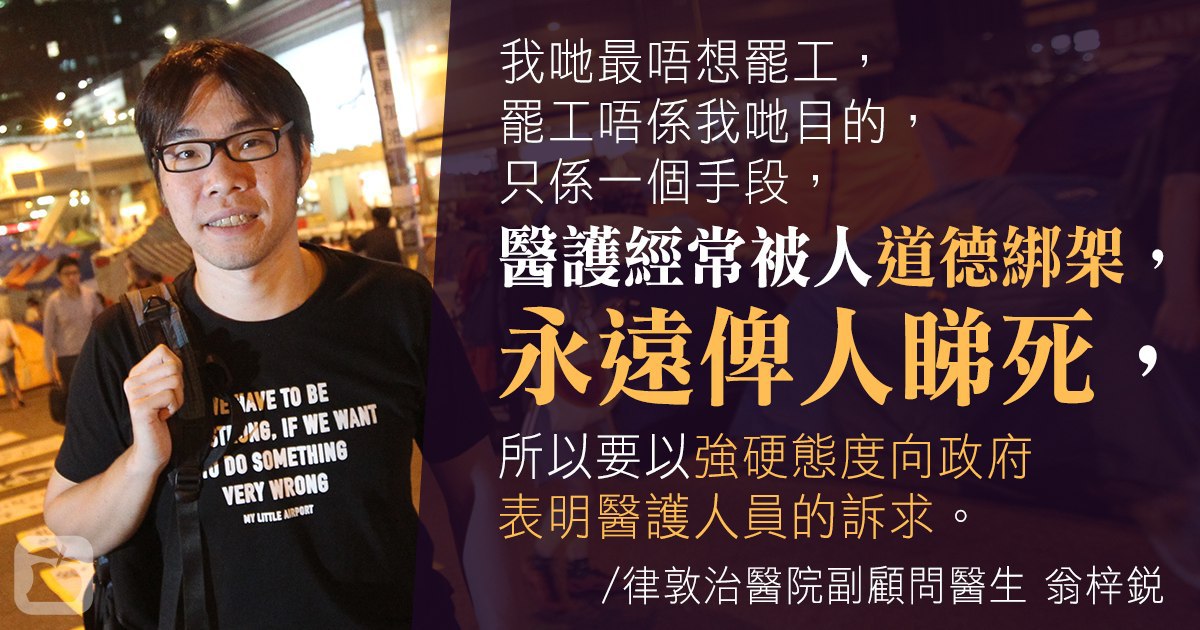 我哋最唔想罷工，
罷工唔係我哋目的，
只係一個手段，
醫護經常被人道德綁架，
永遠俾人睇死，
所以要以強硬態度向政府
表明醫護人員的訴求。
/律敦治醫院副顧問醫生 翁梓銳
HAVE TO BE
IF WE WANT
DO SOMETHING
VERY WRONG
MY LITTLE AIRPORT